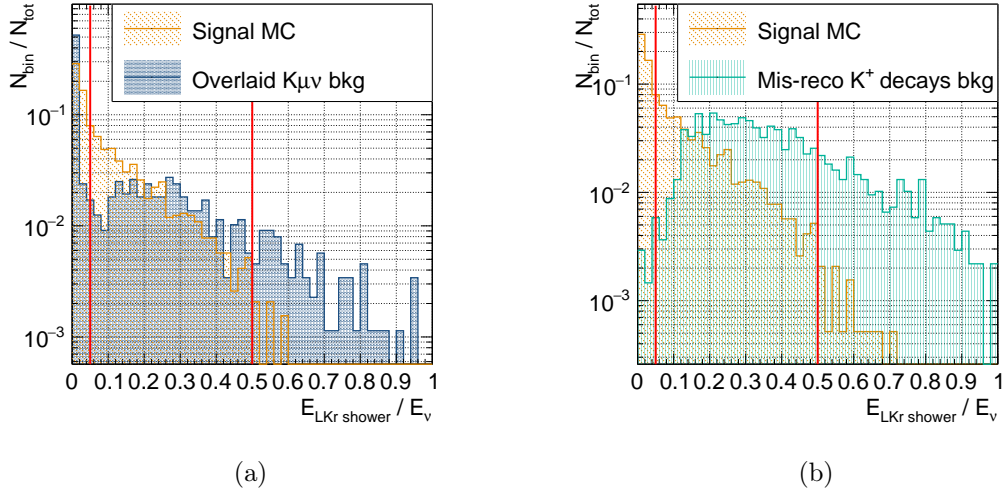 N_bin / N_tot
Signal MC
Overlaid Kμν bkg
10⁻¹
10⁻²
10⁻³
0 0.1 0.2 0.3 0.4 0.5 0.6 0.7 0.8 0.9 1
E_LKr shower / E_ν
(a)
N_bin / N_tot
Signal MC
Mis-reco K⁺ decays bkg
10⁻¹
10⁻²
10⁻³
0 0.1 0.2 0.3 0.4 0.5 0.6 0.7 0.8 0.9 1
E_LKr shower / E_ν
(b)